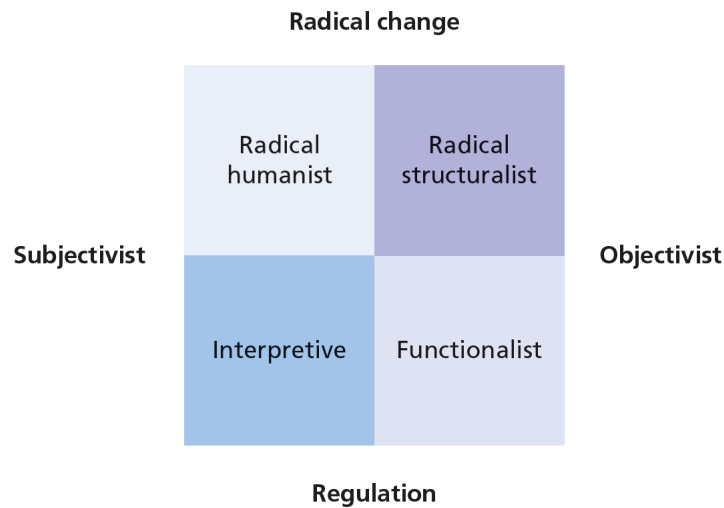 Radical change
Radical
humanist
Radical
structuralist
Subjectivist
Objectivist
Interpretive
Functionalist
Regulation